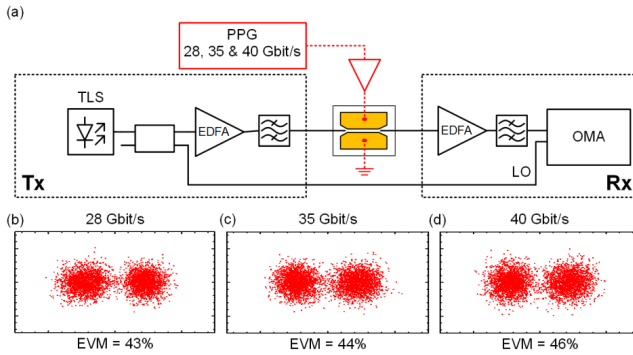 (a)
PPG
28, 35 & 40 Gbit/s
TLS
EDFA
EDFA
OMA
LO
Tx
Rx
(b) 28 Gbit/s
(c) 35 Gbit/s
(d) 40 Gbit/s
EVM = 43%
EVM = 44%
EVM = 46%